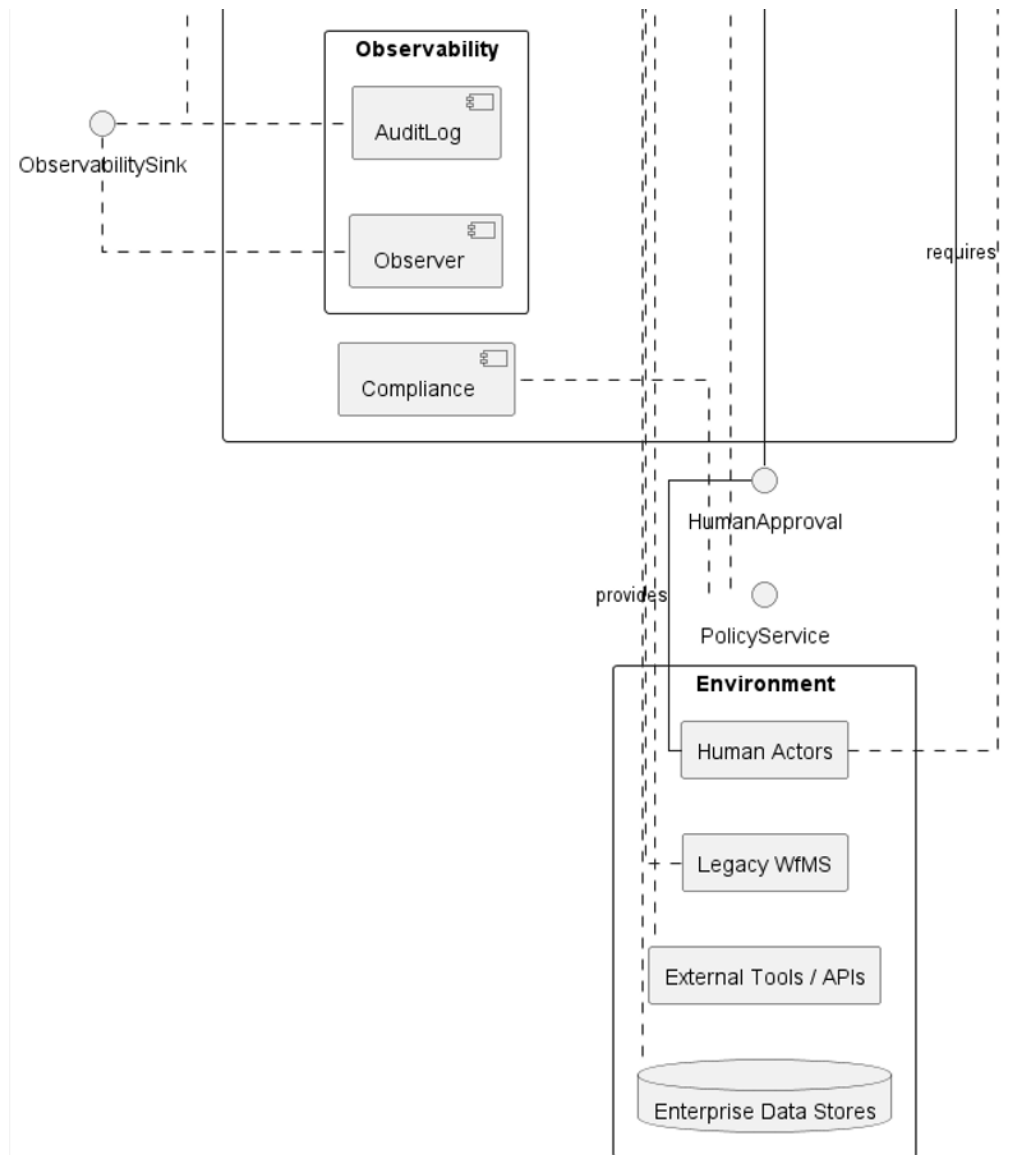 Observability
AuditLog
ObservabilitySink
Observer
requires
Compliance
HumanApproval
provides
PolicyService
Environment
Human Actors
Legacy WfMS
External Tools / APIs
Enterprise Data Stores